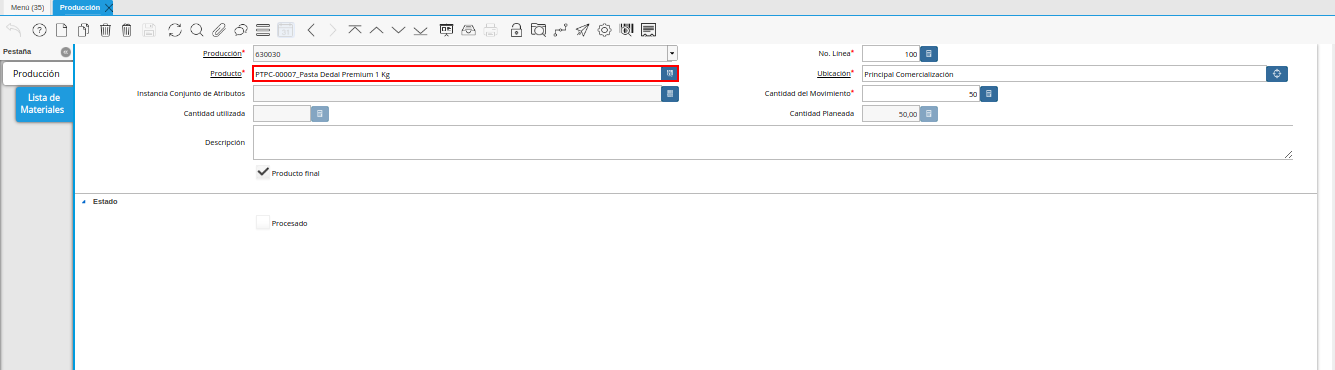 Menú (35)
Producción
Pestaña
Producción
Lista de
Materiales
Producción* 630030
No. Línea* 100
Producto* PTPC-00007_Pasta Dedal Premium 1 Kg
Ubicación* Principal Comercialización
Instancia Conjunto de Atributos
Cantidad del Movimiento* 50
Cantidad utilizada
Cantidad Planeada 50,00
Descripción
Producto final
Estado
Procesado